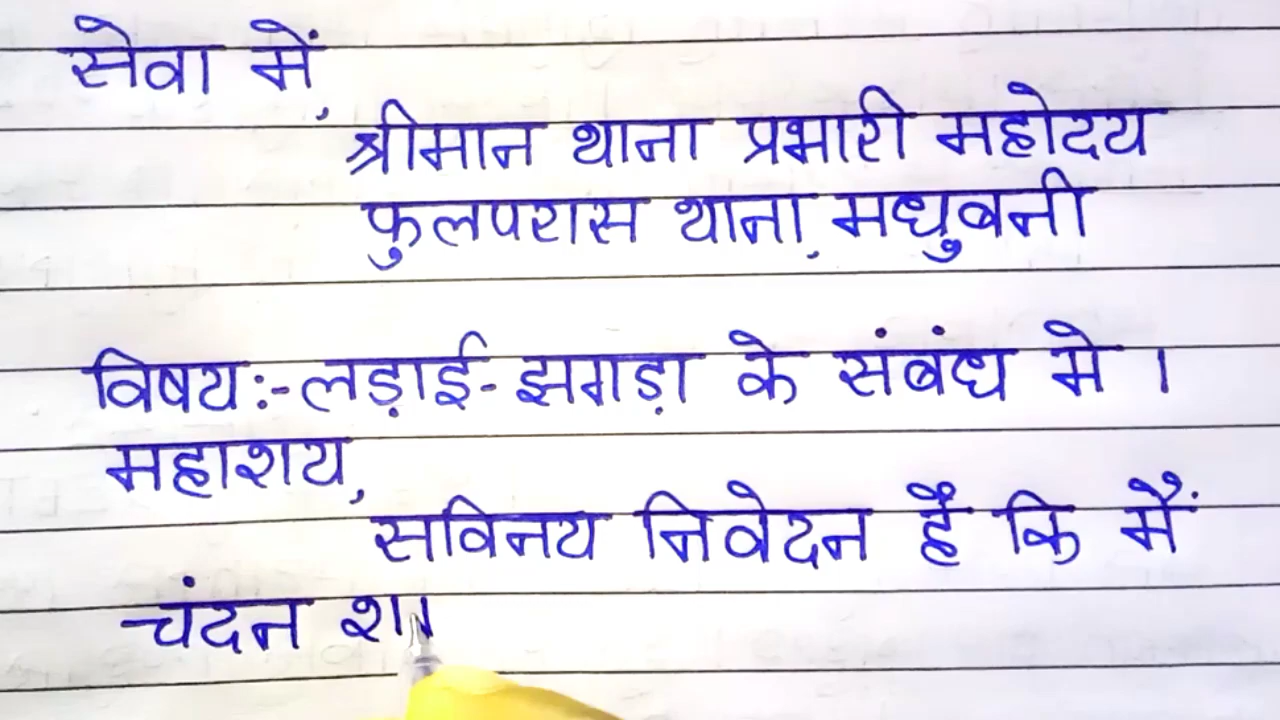 सेवा में,
श्रीमान थाना प्रभारी महोदय
फुलपरास थाना, मधुबनी
विषय:-लड़ाई-झगड़ा के संबंध मे ।
महाशय,
सविनय निवेदन है कि मैं
चंदन